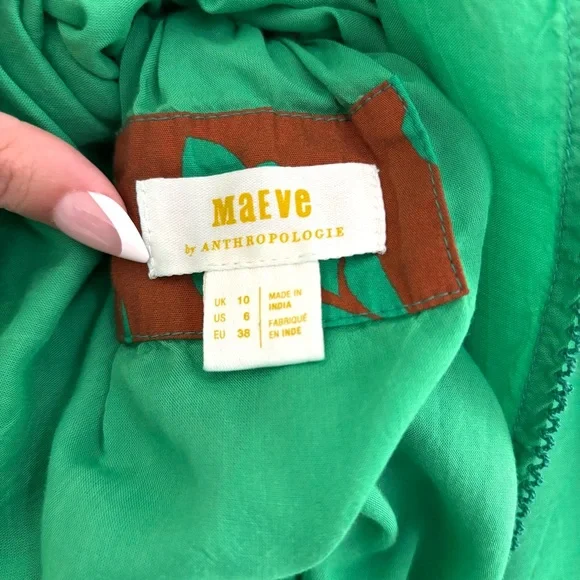 MaEVe
by ANTHROPOLOGIE
UK 10
US 6
EU 38
MADE IN
INDIA
FABRIQUÉ
EN INDE